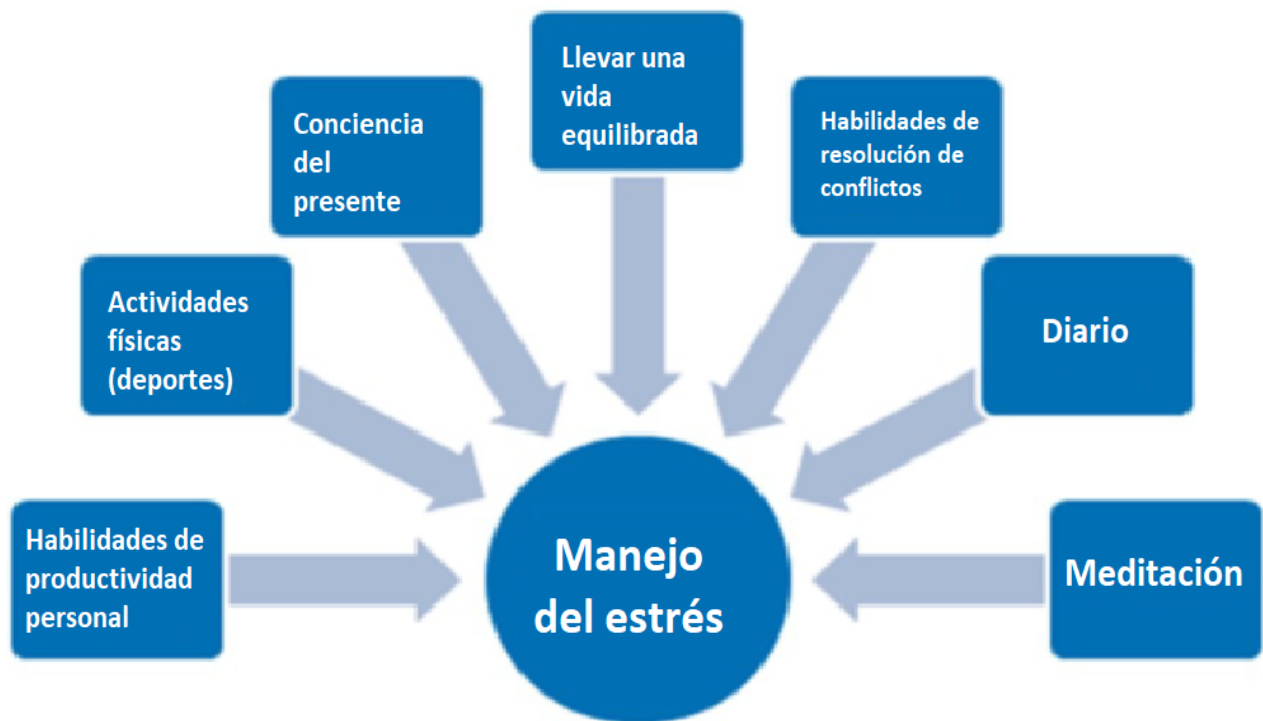 Llevar una
vida
equilibrada
Conciencia
del
presente
Habilidades de
resolución de
conflictos
Actividades
físicas
(deportes)
Diario
Habilidades de
productividad
personal
Manejo
del estrés
Meditación